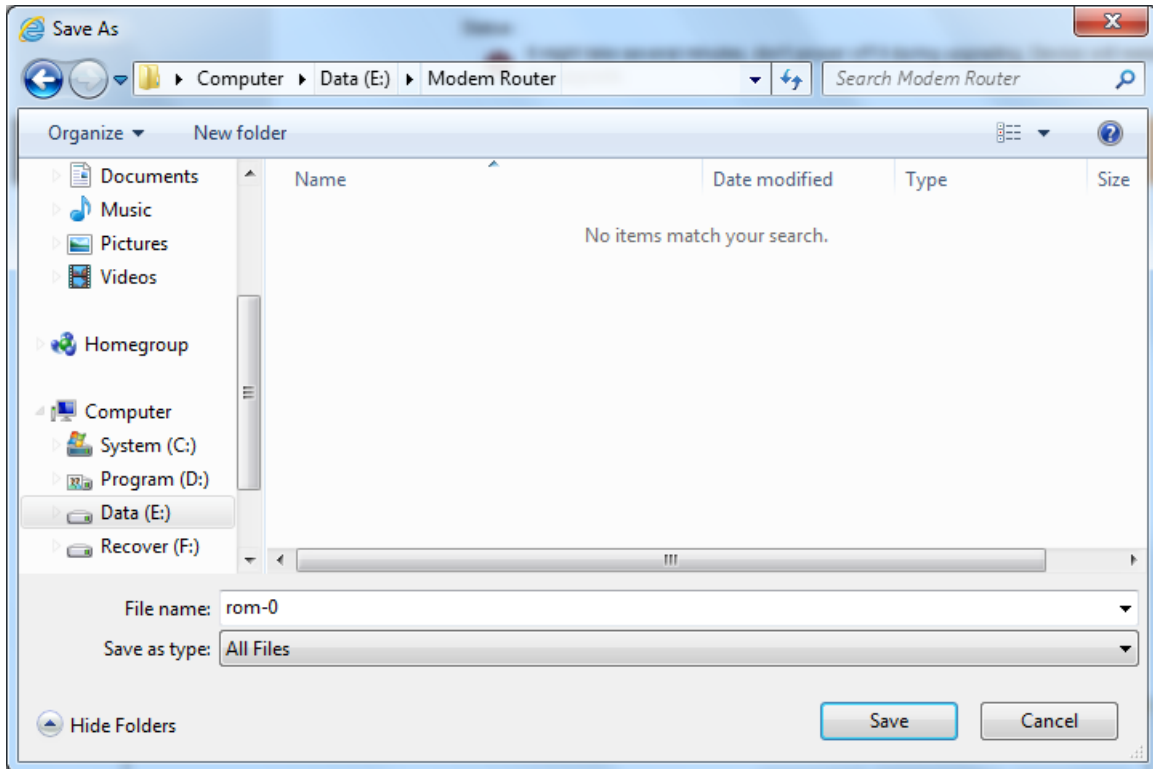 Save As
Computer Data (E:) Modem Router
Search Modem Router
Organize New folder
Name Date modified Type Size
No items match your search.
Documents
Music
Pictures
Videos
Homegroup
Computer
System (C:)
Program (D:)
Data (E:)
Recover (F:)
File name: rom-0
Save as type: All Files
Hide Folders
Save Cancel